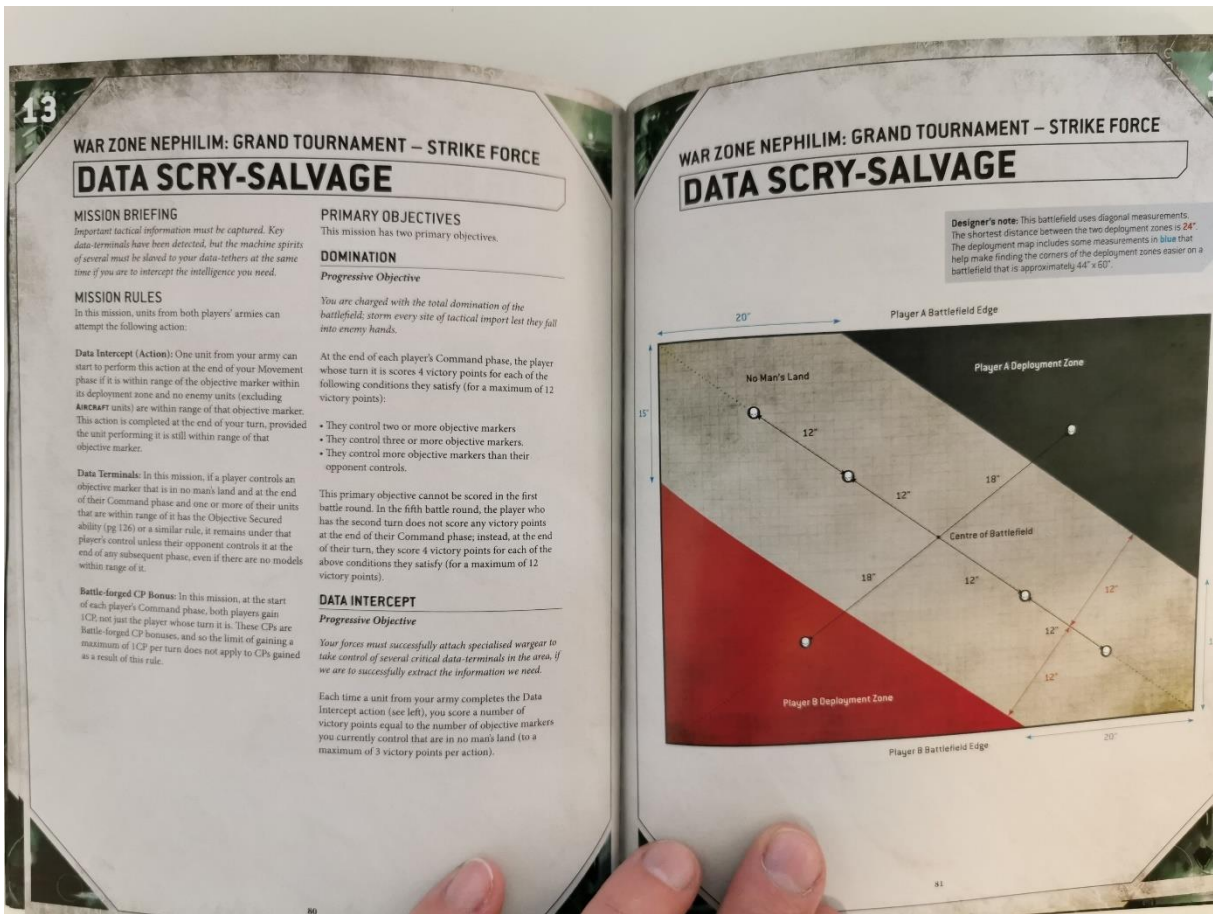 13
WAR ZONE NEPHILIM: GRAND TOURNAMENT – STRIKE FORCE
DATA SCRY-SALVAGE
MISSION BRIEFING
Important tactical information must be captured. Key
data-terminals have been detected, but the machine spirits
of several must be slaved to your data-tethers at the same
time if you are to intercept the intelligence you need.
MISSION RULES
In this mission, units from both players' armies can
attempt the following action:
Data Intercept (Action): One unit from your army can
start to perform this action at the end of your Movement
phase if it is within range of the objective marker within
its deployment zone and no enemy units (excluding
AIRCRAFT units) are within range of that objective marker.
This action is completed at the end of your turn, provided
the unit performing it is still within range of that
objective marker.
Data Terminals: In this mission, if a player controls an
objective marker that is in no man's land and at the end
of their Command phase and one or more of their units
that are within range of it has the Objective Secured
ability (pg 126) or a similar rule, it remains under that
player's control unless their opponent controls it at the
end of any subsequent phase, even if there are no models
within range of it.
Battle-forged CP Bonus: In this mission, at the start
of each player's Command phase, both players gain
1CP, not just the player whose turn it is. These CPs are
Battle-forged CP bonuses, and so the limit of gaining a
maximum of 1CP per turn does not apply to CPs gained
as a result of this rule.
PRIMARY OBJECTIVES
This mission has two primary objectives.
DOMINATION
Progressive Objective
You are charged with the total domination of the
battlefield; storm every site of tactical import lest they fall
into enemy hands.
At the end of each player's Command phase, the player
whose turn it is scores 4 victory points for each of the
following conditions they satisfy (for a maximum of 12
victory points):
• They control two or more objective markers
• They control three or more objective markers.
• They control more objective markers than their
opponent controls.
This primary objective cannot be scored in the first
battle round. In the fifth battle round, the player who
has the second turn does not score any victory points
at the end of their Command phase; instead, at the end
of their turn, they score 4 victory points for each of the
above conditions they satisfy (for a maximum of 12
victory points).
DATA INTERCEPT
Progressive Objective
Your forces must successfully attach specialised wargear to
take control of several critical data-terminals in the area, if
we are to successfully extract the information we need.
Each time a unit from your army completes the Data
Intercept action (see left), you score a number of
victory points equal to the number of objective markers
you currently control that are in no man's land (to a
maximum of 3 victory points per action).
80
WAR ZONE NEPHILIM: GRAND TOURNAMENT – STRIKE FORCE
DATA SCRY-SALVAGE
Designer's note: This battlefield uses diagonal measurements.
The shortest distance between the two deployment zones is 24".
The deployment map includes some measurements in blue that
help make finding the corners of the deployment zones easier on a
battlefield that is approximately 44" x 60".
Player A Battlefield Edge
20"
No Man's Land
Player A Deployment Zone
15"
12"
12"
18"
Centre of Battlefield
18"
12"
12"
12"
12"
Player B Deployment Zone
Player B Battlefield Edge
20"
81